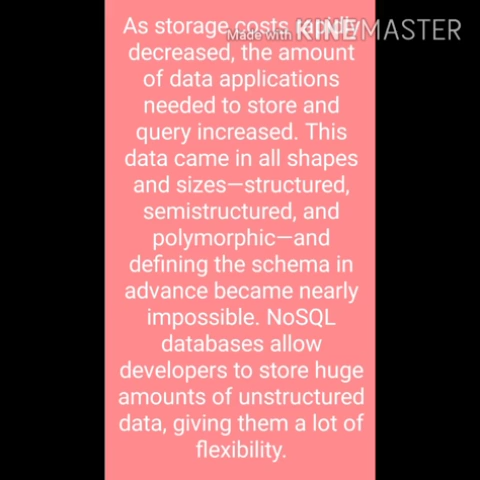 As storage costs rapidly
Made with KINEMASTER
decreased, the amount
of data applications
needed to store and
query increased. This
data came in all shapes
and sizes—structured,
semistructured, and
polymorphic—and
defining the schema in
advance became nearly
impossible. NoSQL
databases allow
developers to store huge
amounts of unstructured
data, giving them a lot of
flexibility.